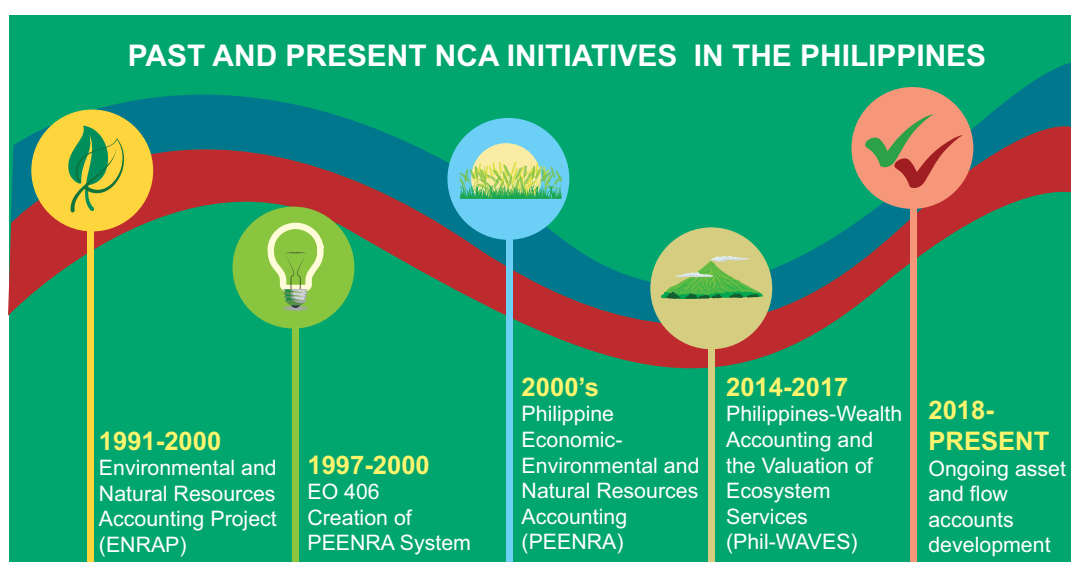 PAST AND PRESENT NCA INITIATIVES IN THE PHILIPPINES
1991-2000
Environmental and
Natural Resources
Accounting Project
(ENRAP)
1997-2000
EO 406
Creation of
PEENRA System
2000's
Philippine
Economic-
Environmental and
Natural Resources
Accounting
(PEENRA)
2014-2017
Philippines-Wealth
Accounting and
the Valuation of
Ecosystem
Services
(Phil-WAVES)
2018-
PRESENT
Ongoing asset
and flow
accounts
development